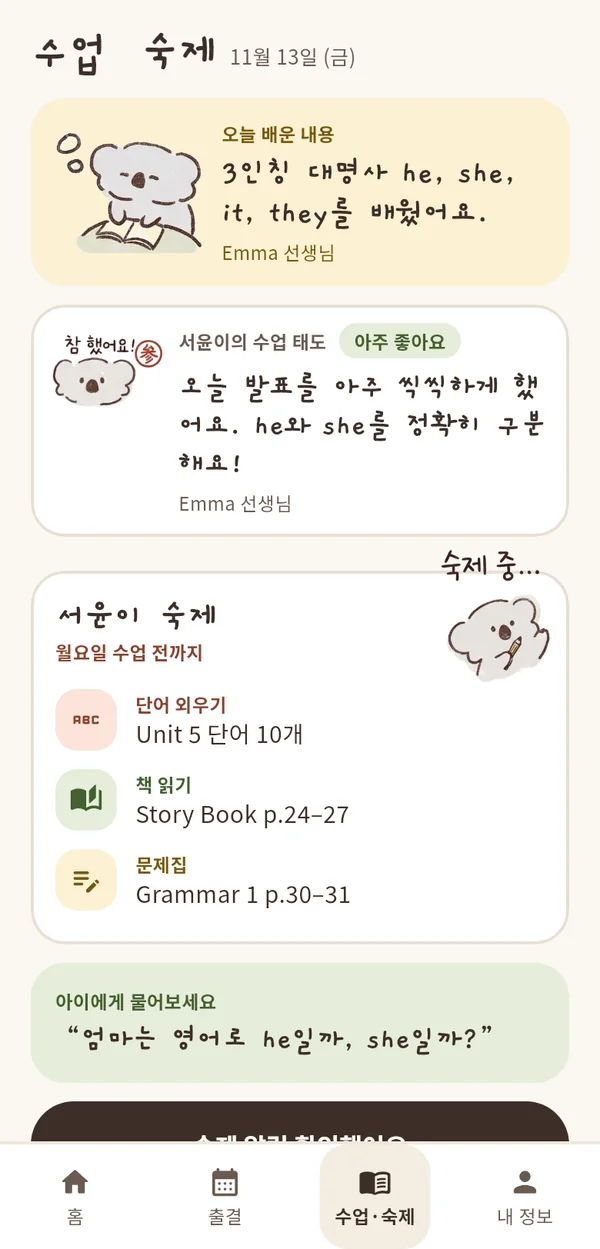 수업 숙제 11월 13일 (금)
오늘 배운 내용
3인칭 대명사 he, she,
it, they를 배웠어요.
Emma 선생님
참 했어요! 參
서윤이의 수업 태도 아주 좋아요
오늘 발표를 아주 씩씩하게 했
어요. he와 she를 정확히 구분
해요!
Emma 선생님
숙제 중...
서윤이 숙제
월요일 수업 전까지
ABC
단어 외우기
Unit 5 단어 10개
책 읽기
Story Book p.24–27
문제집
Grammar 1 p.30–31
아이에게 물어보세요
“엄마는 영어로 he일까, she일까?”
홈
출결
수업·숙제
내 정보